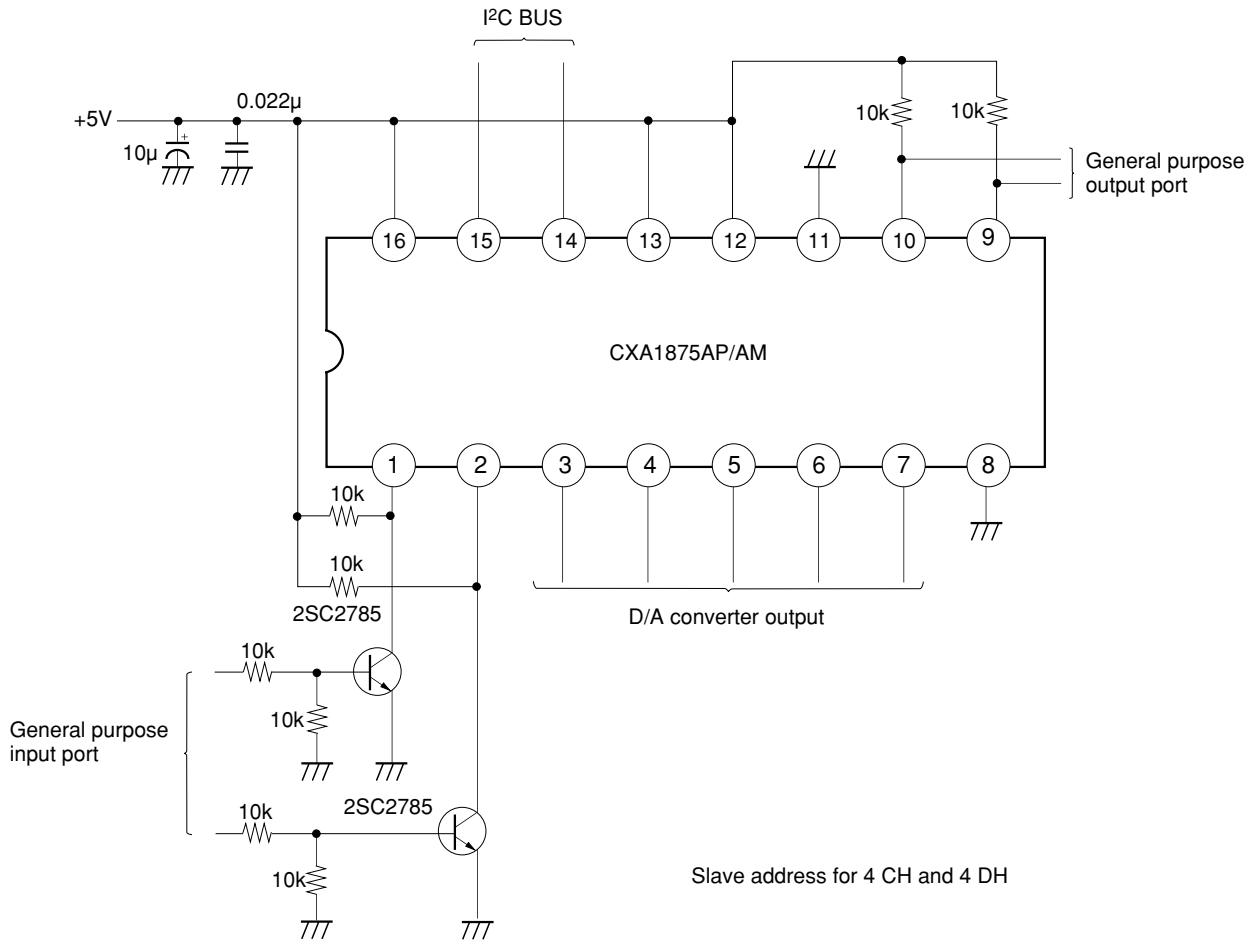 I²C BUS
0.022µ
+5V
10µ
+
10k
10k
General purpose
output port
16
15
14
13
12
11
10
9
CXA1875AP/AM
1
2
3
4
5
6
7
8
10k
10k
2SC2785
D/A converter output
10k
10k
General purpose
input port
2SC2785
10k
10k
Slave address for 4 CH and 4 DH